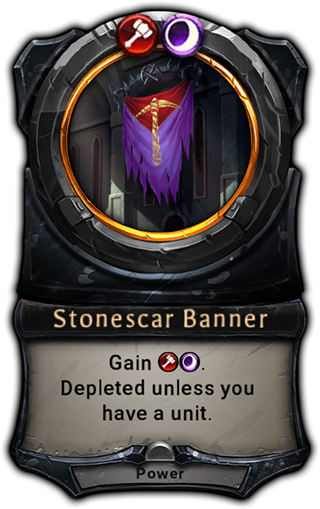 Stonescar Banner
Gain .
Depleted unless you
have a unit.
Power